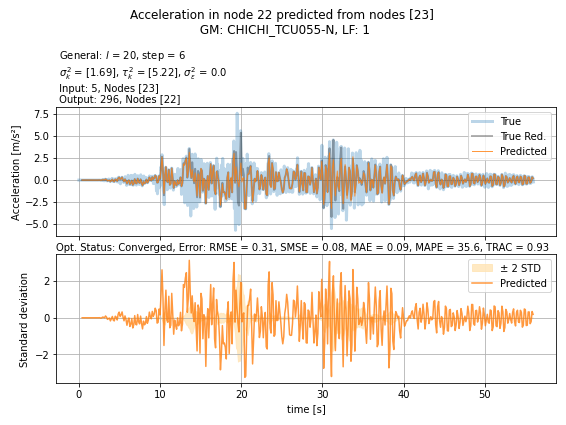 Acceleration in node 22 predicted from nodes [23]
GM: CHICHI_TCU055-N, LF: 1
General: l = 20, step = 6
σ²ₖ = [1.69], τ²ₖ = [5.22], σ²ε = 0.0
Input: 5, Nodes [23]
Output: 296, Nodes [22]
Acceleration [m/s²]
7.5
5.0
2.5
0.0
−2.5
−5.0
True
True Red.
Predicted
Opt. Status: Converged, Error: RMSE = 0.31, SMSE = 0.08, MAE = 0.09, MAPE = 35.6, TRAC = 0.93
Standard deviation
2
0
−2
± 2 STD
Predicted
0 10 20 30 40 50
time [s]